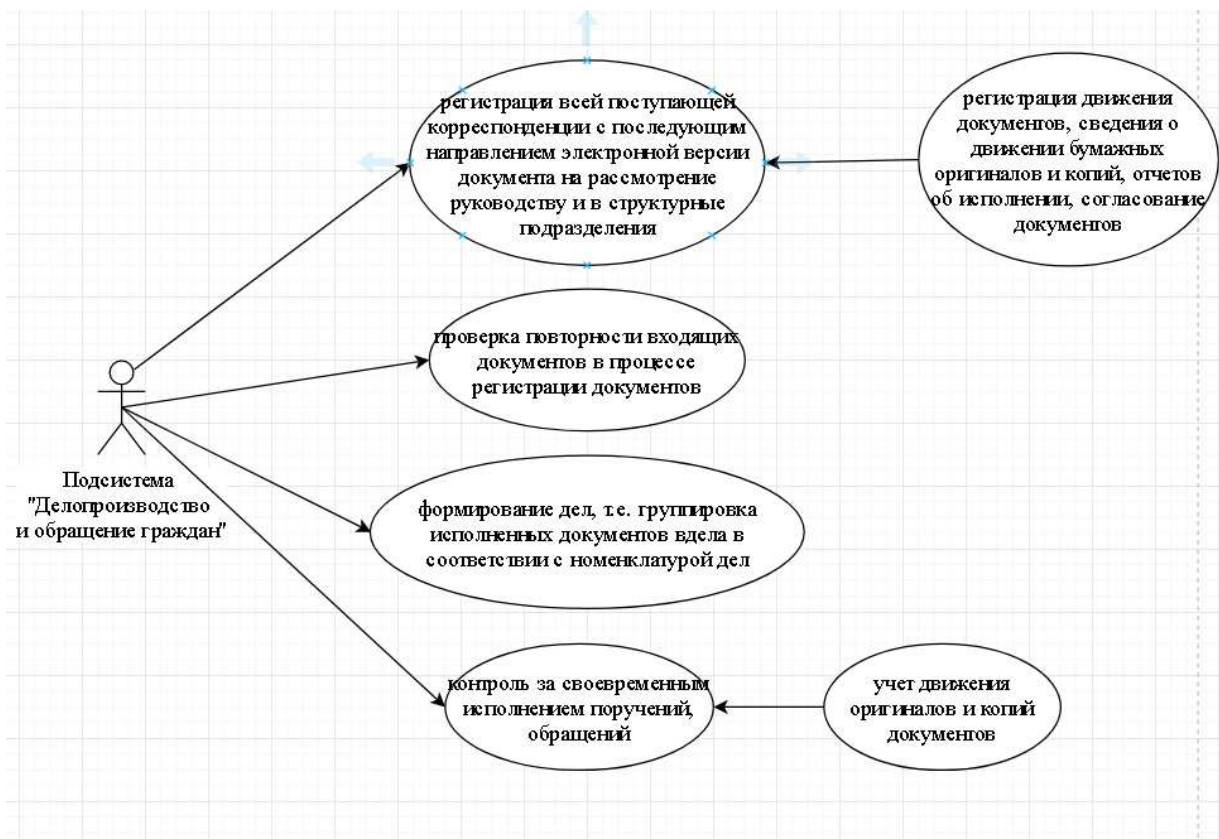 регистрация всей поступающей
корреспонденции с последующим
направлением электронной версии
документа на рассмотрение
руководству и в структурные
подразделения
регистрация движения
документов, сведения о
движении бумажных
оригиналов и копий, отчетов
об исполнении, согласование
документов
проверка повторности входящих
документов в процессе
регистрации документов
Подсистема
"Делопроизводство
и обращение граждан"
формирование дел, т.е. группировка
исполненных документов вдела в
соответствии с номенклатурой дел
контроль за своевременным
исполнением поручений,
обращений
учет движения
оригиналов и копий
документов